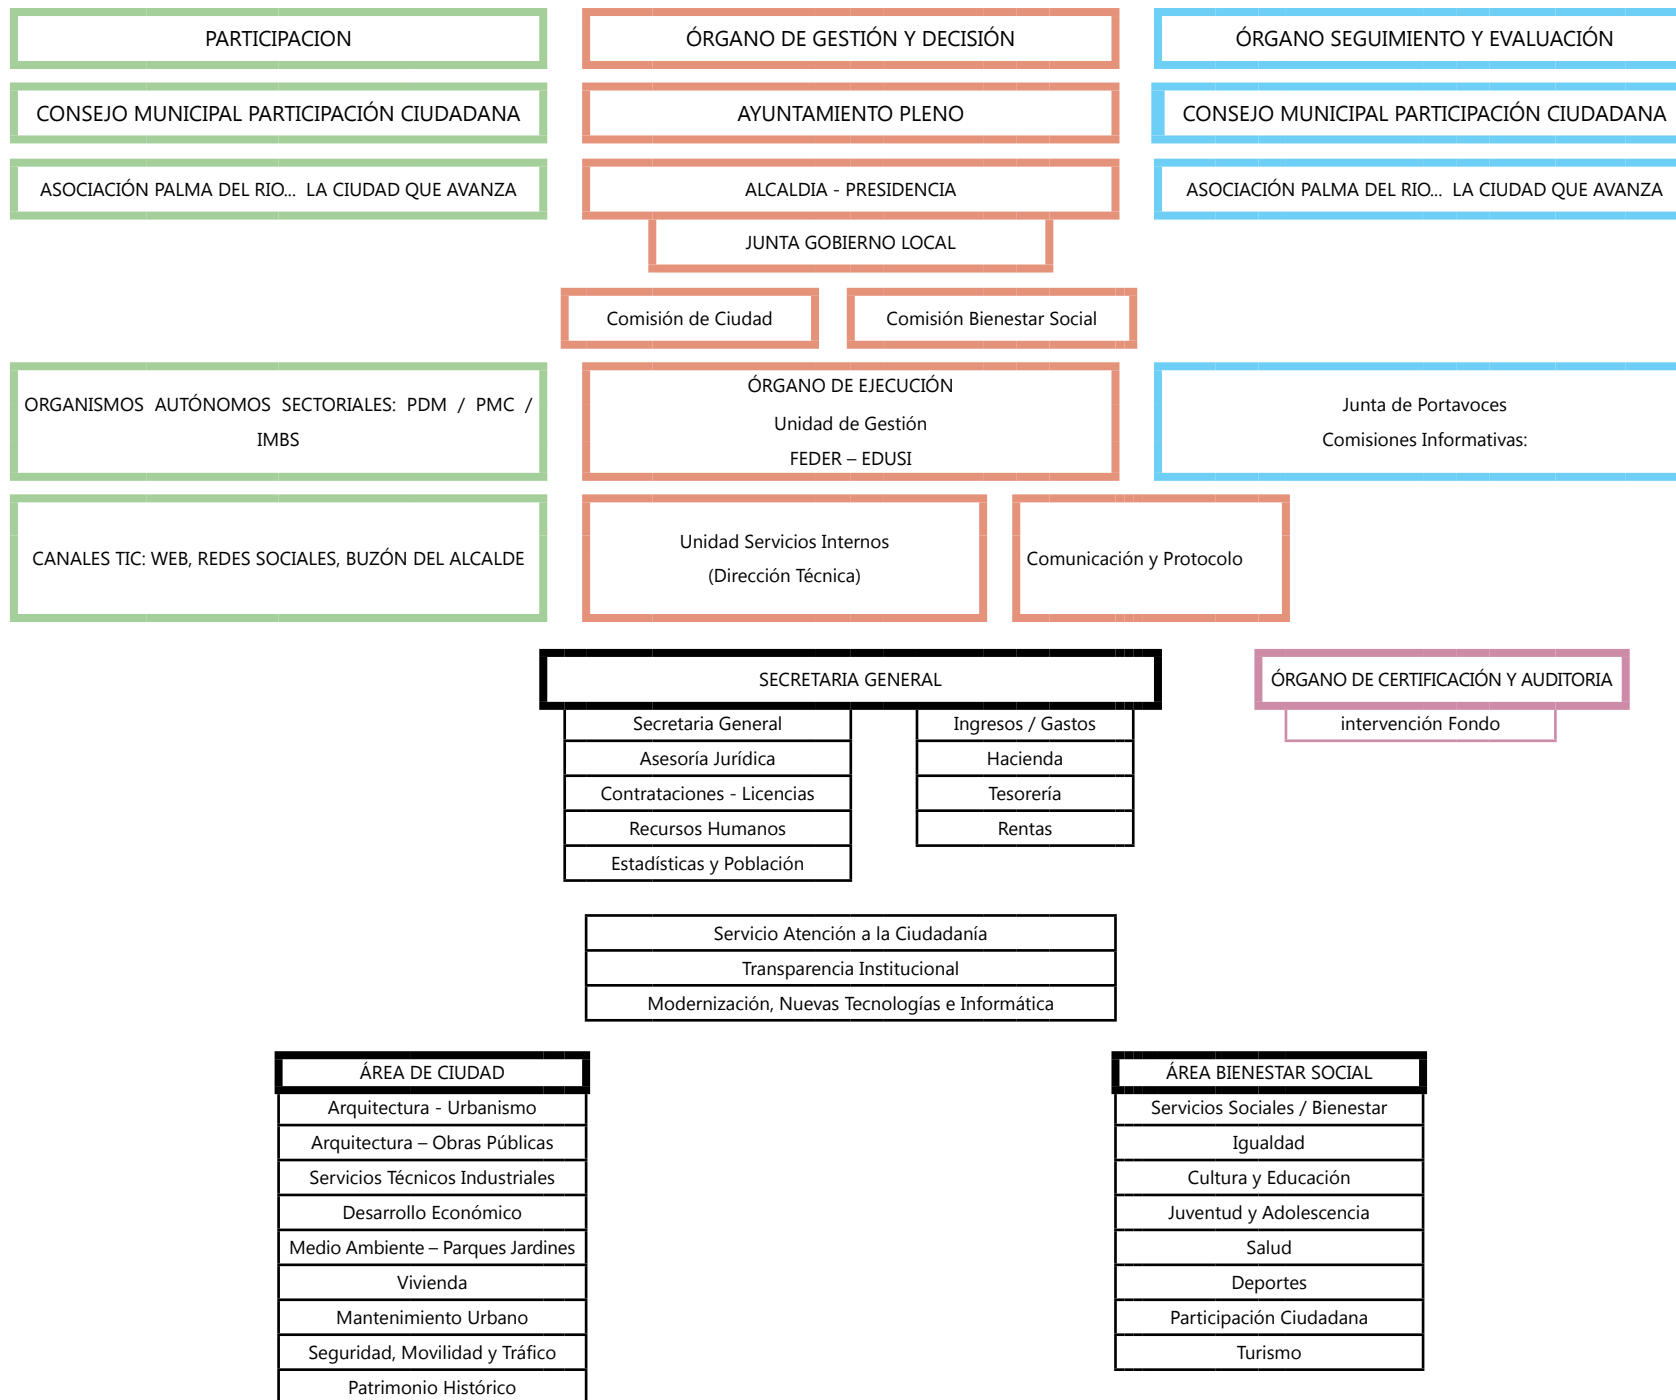 PARTICIPACION
ÓRGANO DE GESTIÓN Y DECISIÓN
ÓRGANO SEGUIMIENTO Y EVALUACIÓN
CONSEJO MUNICIPAL PARTICIPACIÓN CIUDADANA
AYUNTAMIENTO PLENO
CONSEJO MUNICIPAL PARTICIPACIÓN CIUDADANA
ASOCIACIÓN PALMA DEL RIO... LA CIUDAD QUE AVANZA
ALCALDIA - PRESIDENCIA
ASOCIACIÓN PALMA DEL RIO... LA CIUDAD QUE AVANZA
JUNTA GOBIERNO LOCAL
Comisión de Ciudad
Comisión Bienestar Social
ORGANISMOS AUTÓNOMOS SECTORIALES: PDM / PMC /
IMBS
ÓRGANO DE EJECUCIÓN
Unidad de Gestión
FEDER – EDUSI
Junta de Portavoces
Comisiones Informativas:
CANALES TIC: WEB, REDES SOCIALES, BUZÓN DEL ALCALDE
Unidad Servicios Internos
(Dirección Técnica)
Comunicación y Protocolo
SECRETARIA GENERAL
ÓRGANO DE CERTIFICACIÓN Y AUDITORIA
Secretaria General
Asesoría Jurídica
Contrataciones - Licencias
Recursos Humanos
Estadísticas y Población
Ingresos / Gastos
Hacienda
Tesorería
Rentas
intervención Fondo
Servicio Atención a la Ciudadanía
Transparencia Institucional
Modernización, Nuevas Tecnologías e Informática
ÁREA DE CIUDAD
Arquitectura - Urbanismo
Arquitectura – Obras Públicas
Servicios Técnicos Industriales
Desarrollo Económico
Medio Ambiente – Parques Jardines
Vivienda
Mantenimiento Urbano
Seguridad, Movilidad y Tráfico
Patrimonio Histórico
ÁREA BIENESTAR SOCIAL
Servicios Sociales / Bienestar
Igualdad
Cultura y Educación
Juventud y Adolescencia
Salud
Deportes
Participación Ciudadana
Turismo